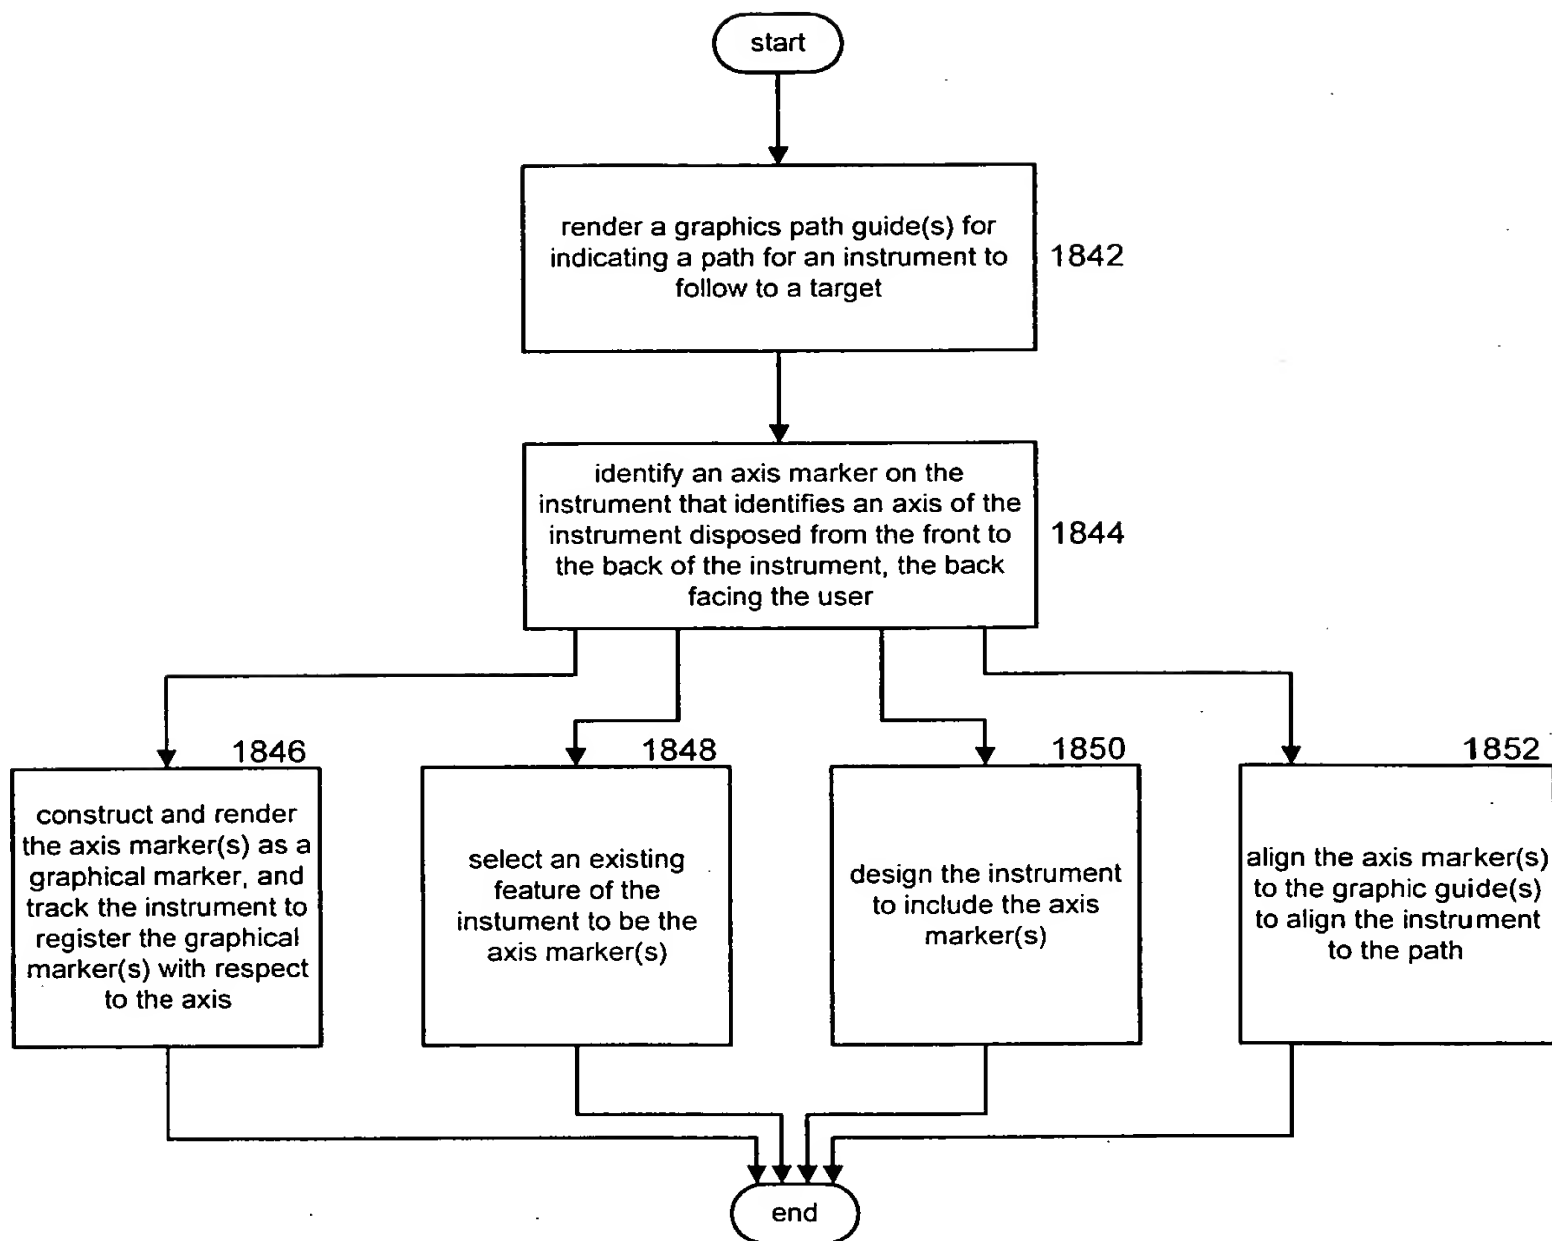 start
render a graphics path guide(s) for
indicating a path for an instrument to
follow to a target
1842
identify an axis marker on the
instrument that identifies an axis of the
instrument disposed from the front to
the back of the instrument, the back
facing the user
1844
1846
construct and render
the axis marker(s) as a
graphical marker, and
track the instrument to
register the graphical
marker(s) with respect
to the axis
1848
select an existing
feature of the
instument to be the
axis marker(s)
1850
design the instrument
to include the axis
marker(s)
1852
align the axis marker(s)
to the graphic guide(s)
to align the instrument
to the path
end